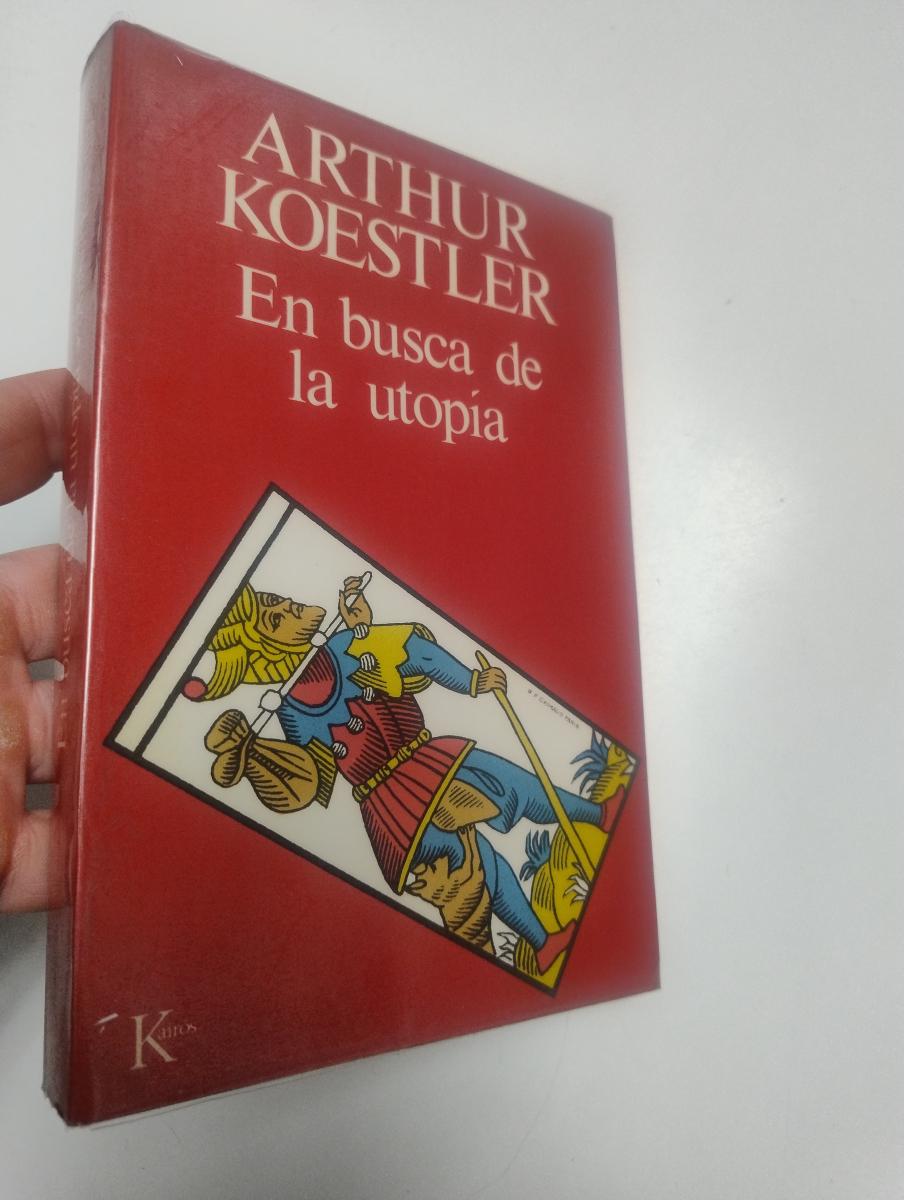 ARTHUR
KOESTLER
En busca de
la utopía
Kairós